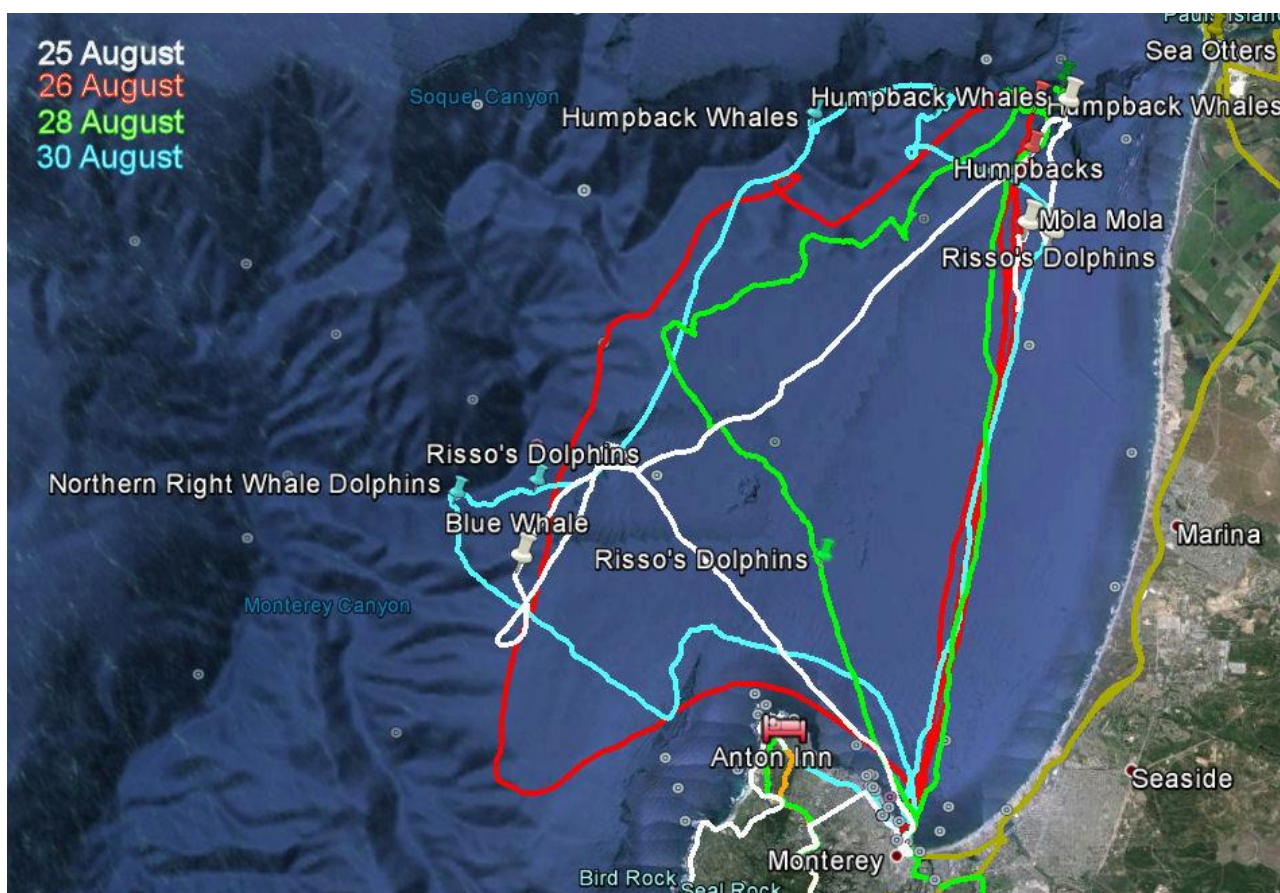 25 August
26 August
28 August
30 August
Soquel Canyon
Sea Otters
Humpback Whales
Humpback Whales
Humpback Whales
Humpbacks
Mola Mola
Risso's Dolphins
Risso's Dolphins
Northern Right Whale Dolphins
Blue Whale
Risso's Dolphins
Marina
Monterey Canyon
Anton Inn
Seaside
Monterey
Bird Rock
Seal Rock